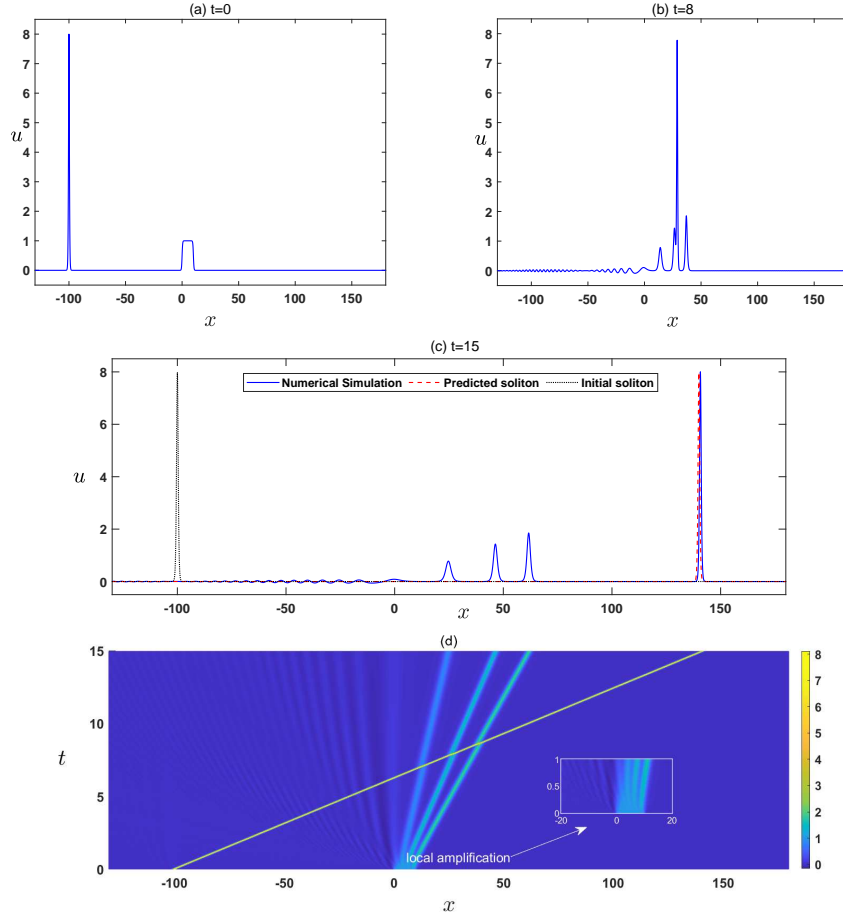 (a) t=0
8
7
6
5
4
3
2
1
0
u
-100 -50 0 50 100 150
x
(b) t=8
8
7
6
5
4
3
2
1
0
u
-100 -50 0 50 100 150
x
(c) t=15
Numerical Simulation Predicted soliton Initial soliton
8
6
4
2
0
u
-100 -50 0 50 100 150
x
(d)
15
10
5
0
t
1
0.5
0
-20 0 20
local amplification
-100 -50 0 50 100 150
x
8
7
6
5
4
3
2
1
0